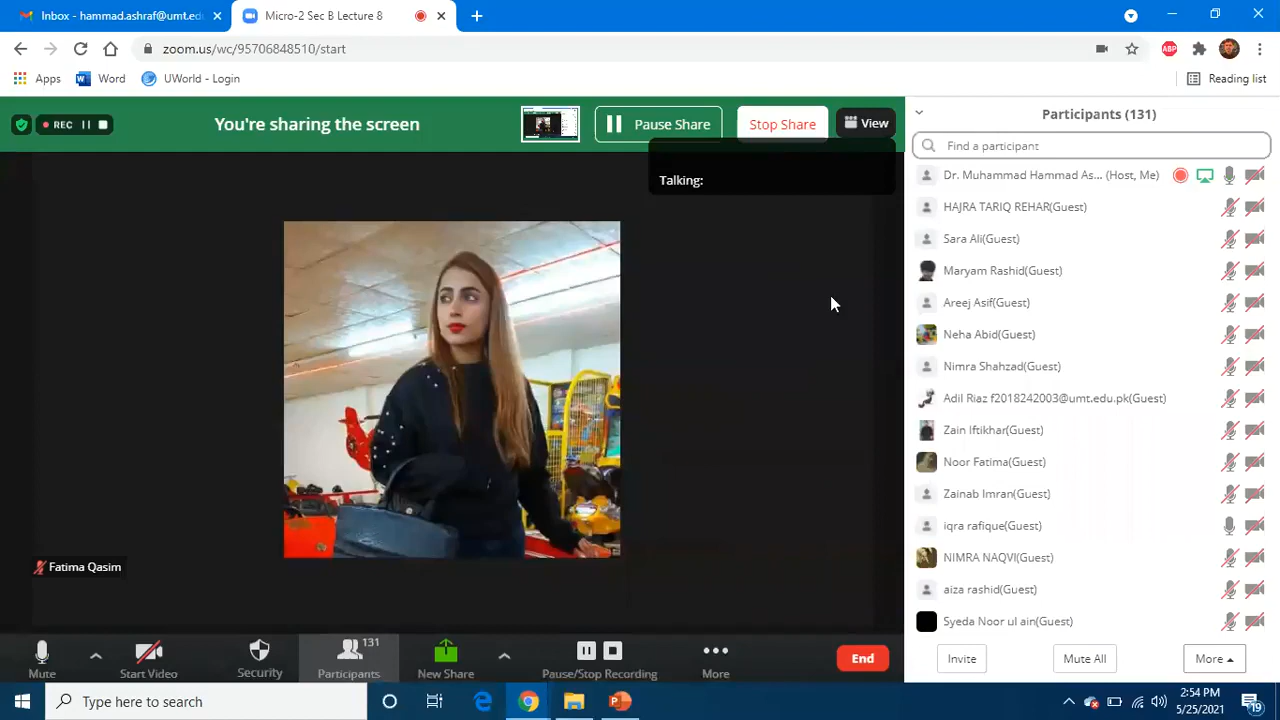 Inbox - hammad.ashraf@umt.ed
Micro-2 Sec B Lecture 8
zoom.us/wc/95706848510/start
ABP
Apps
Word
UWorld - Login
Reading list
REC
You're sharing the screen
Pause Share
Stop Share
View
Talking:
Participants (131)
Find a participant
Dr. Muhammad Hammad As... (Host, Me)
HAJRA TARIQ REHAR(Guest)
Sara Ali(Guest)
Maryam Rashid(Guest)
Areej Asif(Guest)
Neha Abid(Guest)
Nimra Shahzad(Guest)
Adil Riaz f2018242003@umt.edu.pk(Guest)
Zain Iftikhar(Guest)
Noor Fatima(Guest)
Zainab Imran(Guest)
iqra rafique(Guest)
NIMRA NAQVI(Guest)
aiza rashid(Guest)
Syeda Noor ul ain(Guest)
Fatima Qasim
Mute
Start Video
Security
131
Participants
New Share
Pause/Stop Recording
More
End
Invite
Mute All
More
Type here to search
2:54 PM
5/25/2021
19